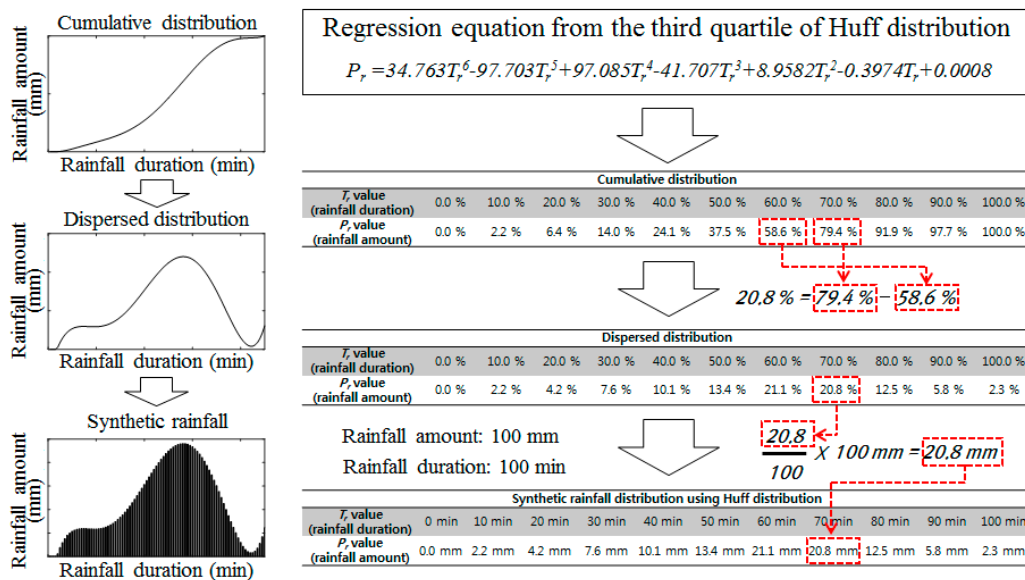 Cumulative distribution
Rainfall amount
(mm)
Rainfall duration (min)
Dispersed distribution
Rainfall amount
(mm)
Rainfall duration (min)
Synthetic rainfall
Rainfall amount
(mm)
Rainfall duration (min)
Regression equation from the third quartile of Huff distribution
Pᵣ =34.763Tᵣ⁶-97.703Tᵣ⁵+97.085Tᵣ⁴-41.707Tᵣ³+8.9582Tᵣ²-0.3974Tᵣ+0.0008
Cumulative distribution
Tᵣ value
(rainfall duration) 0.0 % 10.0 % 20.0 % 30.0 % 40.0 % 50.0 % 60.0 % 70.0 % 80.0 % 90.0 % 100.0 %
Pᵣ value
(rainfall amount) 0.0 % 2.2 % 6.4 % 14.0 % 24.1 % 37.5 % 58.6 % 79.4 % 91.9 % 97.7 % 100.0 %
20.8 % = 79.4 % − 58.6 %
Dispersed distribution
Tᵣ value
(rainfall duration) 0.0 % 10.0 % 20.0 % 30.0 % 40.0 % 50.0 % 60.0 % 70.0 % 80.0 % 90.0 % 100.0 %
Pᵣ value
(rainfall amount) 0.0 % 2.2 % 4.2 % 7.6 % 10.1 % 13.4 % 21.1 % 20.8 % 12.5 % 5.8 % 2.3 %
Rainfall amount: 100 mm
Rainfall duration: 100 min
20.8
100
X 100 mm = 20.8 mm
Synthetic rainfall distribution using Huff distribution
Tᵣ value
(rainfall duration) 0 min 10 min 20 min 30 min 40 min 50 min 60 min 70 min 80 min 90 min 100 min
Pᵣ value
(rainfall amount) 0.0 mm 2.2 mm 4.2 mm 7.6 mm 10.1 mm 13.4 mm 21.1 mm 20.8 mm 12.5 mm 5.8 mm 2.3 mm